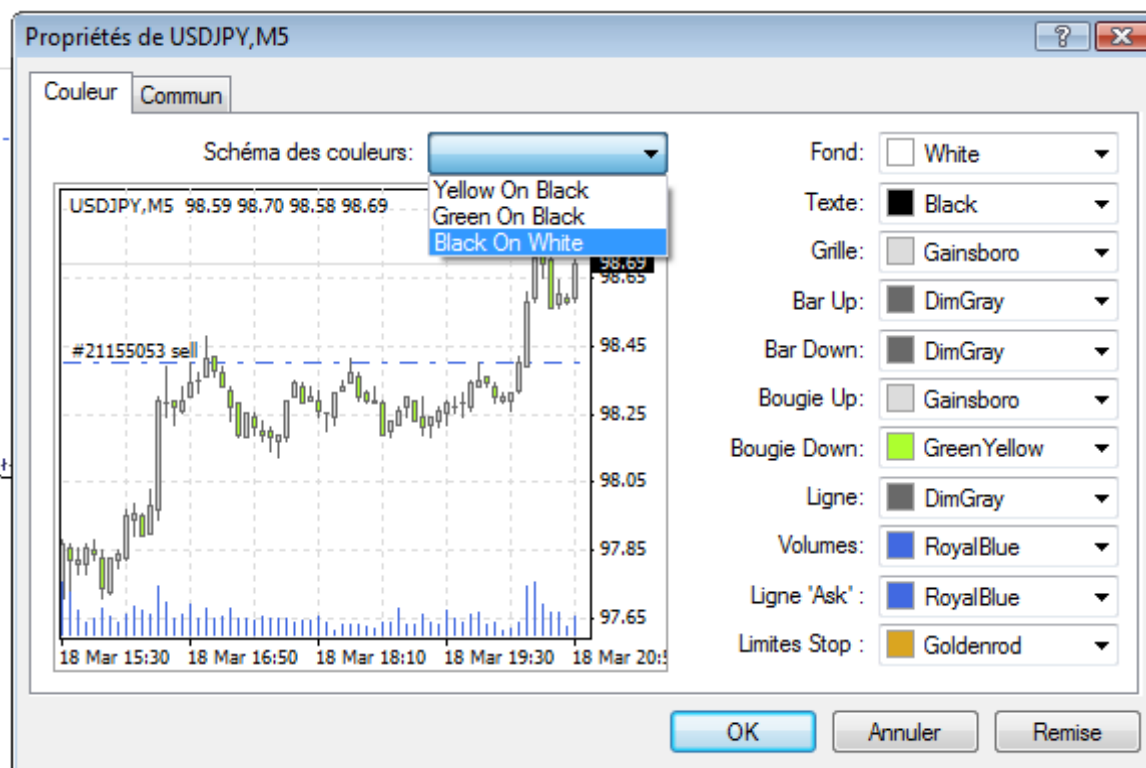 Propriétés de USDJPY,M5
Couleur
Commun
Schéma des couleurs:
Yellow On Black
Green On Black
Black On White
USDJPY,M5 98.59 98.70 98.58 98.69
98.69
98.65
#21155053 sell
98.45
98.25
98.05
97.85
97.65
18 Mar 15:30 18 Mar 16:50 18 Mar 18:10 18 Mar 19:30 18 Mar
Fond: White
Texte: Black
Grille: Gainsboro
Bar Up: DimGray
Bar Down: DimGray
Bougie Up: Gainsboro
Bougie Down: GreenYellow
Ligne: DimGray
Volumes: RoyalBlue
Ligne "Ask" : RoyalBlue
Limites Stop : Goldenrod
OK
Annuler
Remise